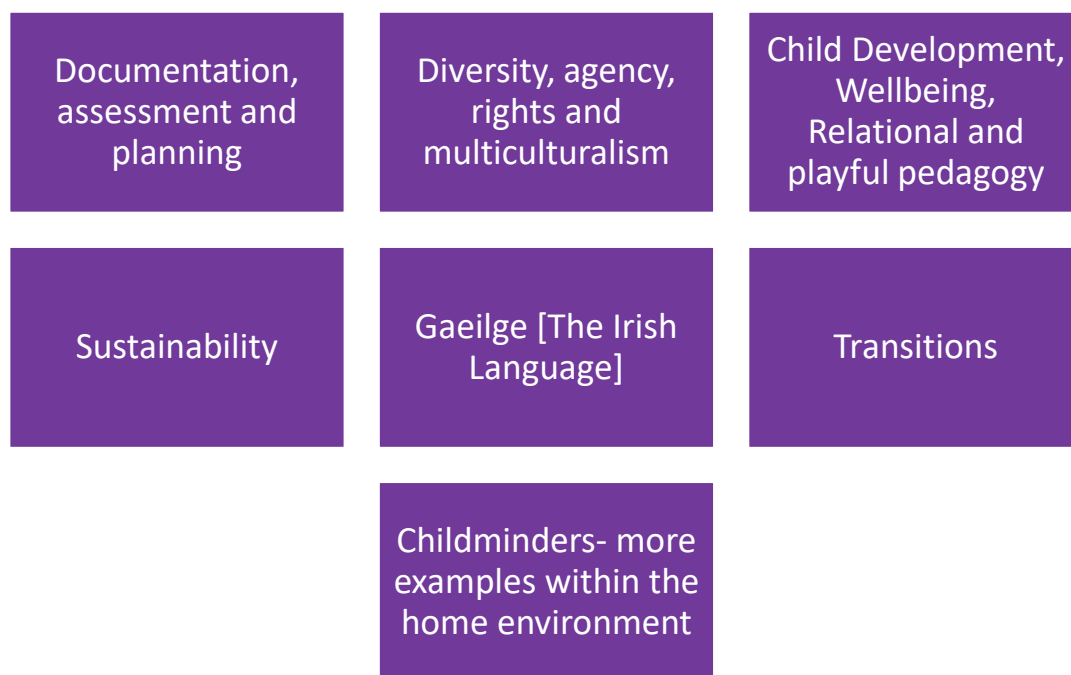 Documentation,
assessment and
planning
Diversity, agency,
rights and
multiculturalism
Child Development,
Wellbeing,
Relational and
playful pedagogy
Sustainability
Gaeilge [The Irish
Language]
Transitions
Childminders- more
examples within the
home environment